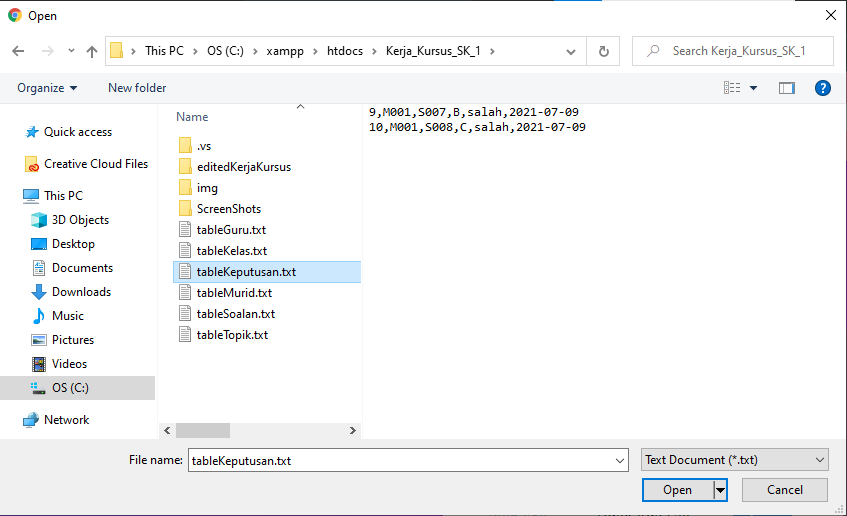 Open
This PC > OS (C:) > xampp > htdocs > Kerja_Kursus_SK_1 >
Search Kerja_Kursus_SK_1
Organize
New folder
?
Quick access
Creative Cloud Files
This PC
3D Objects
Desktop
Documents
Downloads
Music
Pictures
Videos
OS (C:)
Network
Name
.vs
editedKerjaKursus
img
ScreenShots
tableGuru.txt
tableKelas.txt
tableKeputusan.txt
tableMurid.txt
tableSoalan.txt
tableTopik.txt
9,M001,S007,B,salah,2021-07-09
10,M001,S008,C,salah,2021-07-09
File name: tableKeputusan.txt
Text Document (*.txt)
Open
Cancel